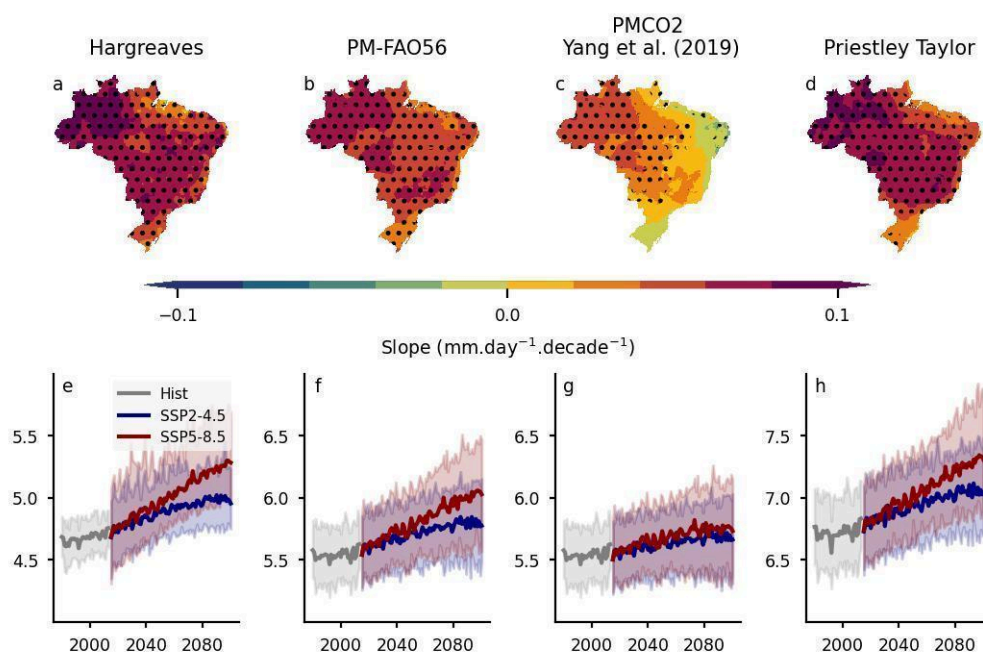 Hargreaves
PM-FAO56
PMCO2
Yang et al. (2019)
Priestley Taylor
a
b
c
d
−0.1
0.0
0.1
Slope (mm.day⁻¹.decade⁻¹)
e
Hist
SSP2-4.5
SSP5-8.5
5.5
5.0
4.5
2000
2040
2080
f
6.5
6.0
5.5
2000
2040
2080
g
6.5
6.0
5.5
2000
2040
2080
h
7.5
7.0
6.5
2000
2040
2080